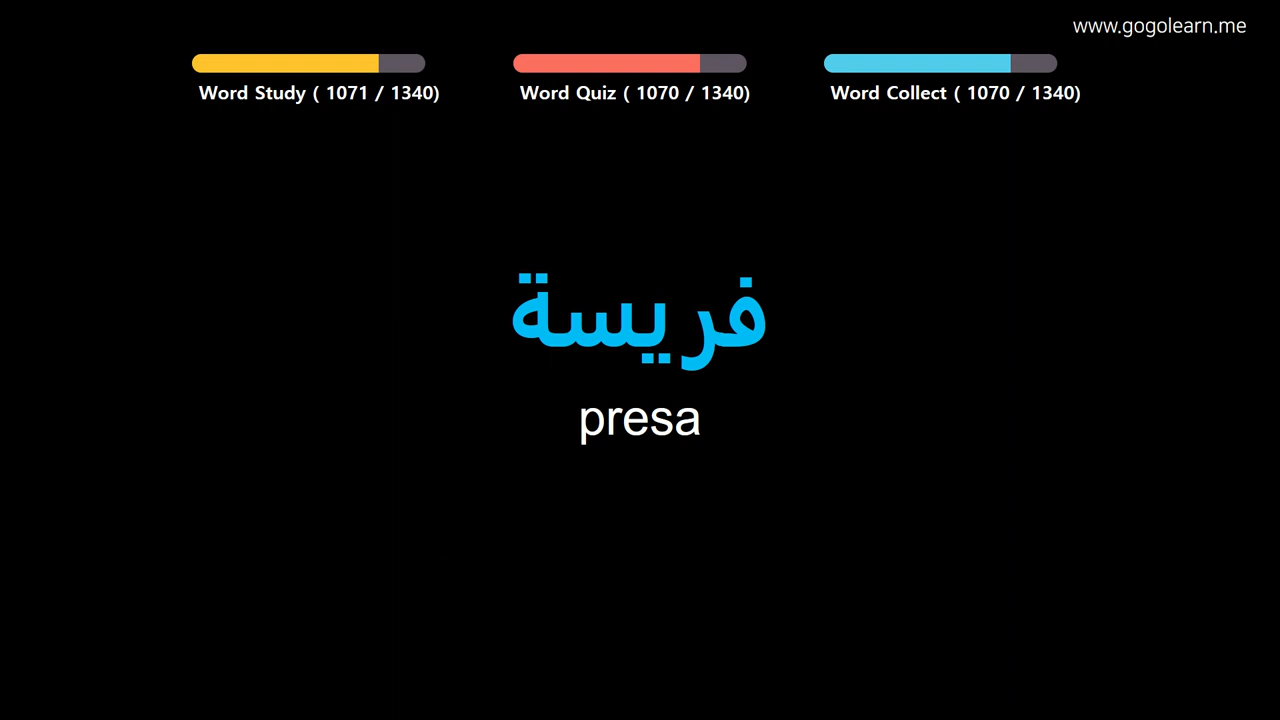 www.gogolearn.me
Word Study ( 1071 / 1340)
Word Quiz ( 1070 / 1340)
Word Collect ( 1070 / 1340)
فريسة
presa